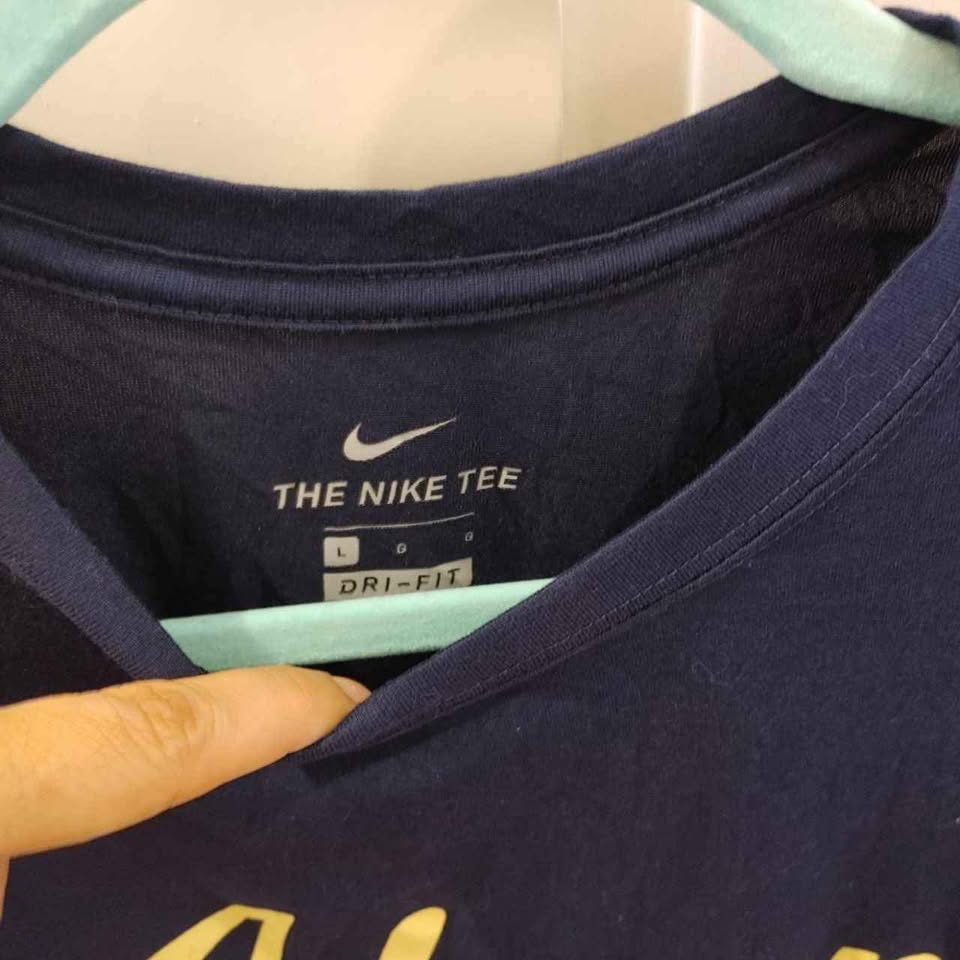 THE NIKE TEE
L G G
DRI-FIT